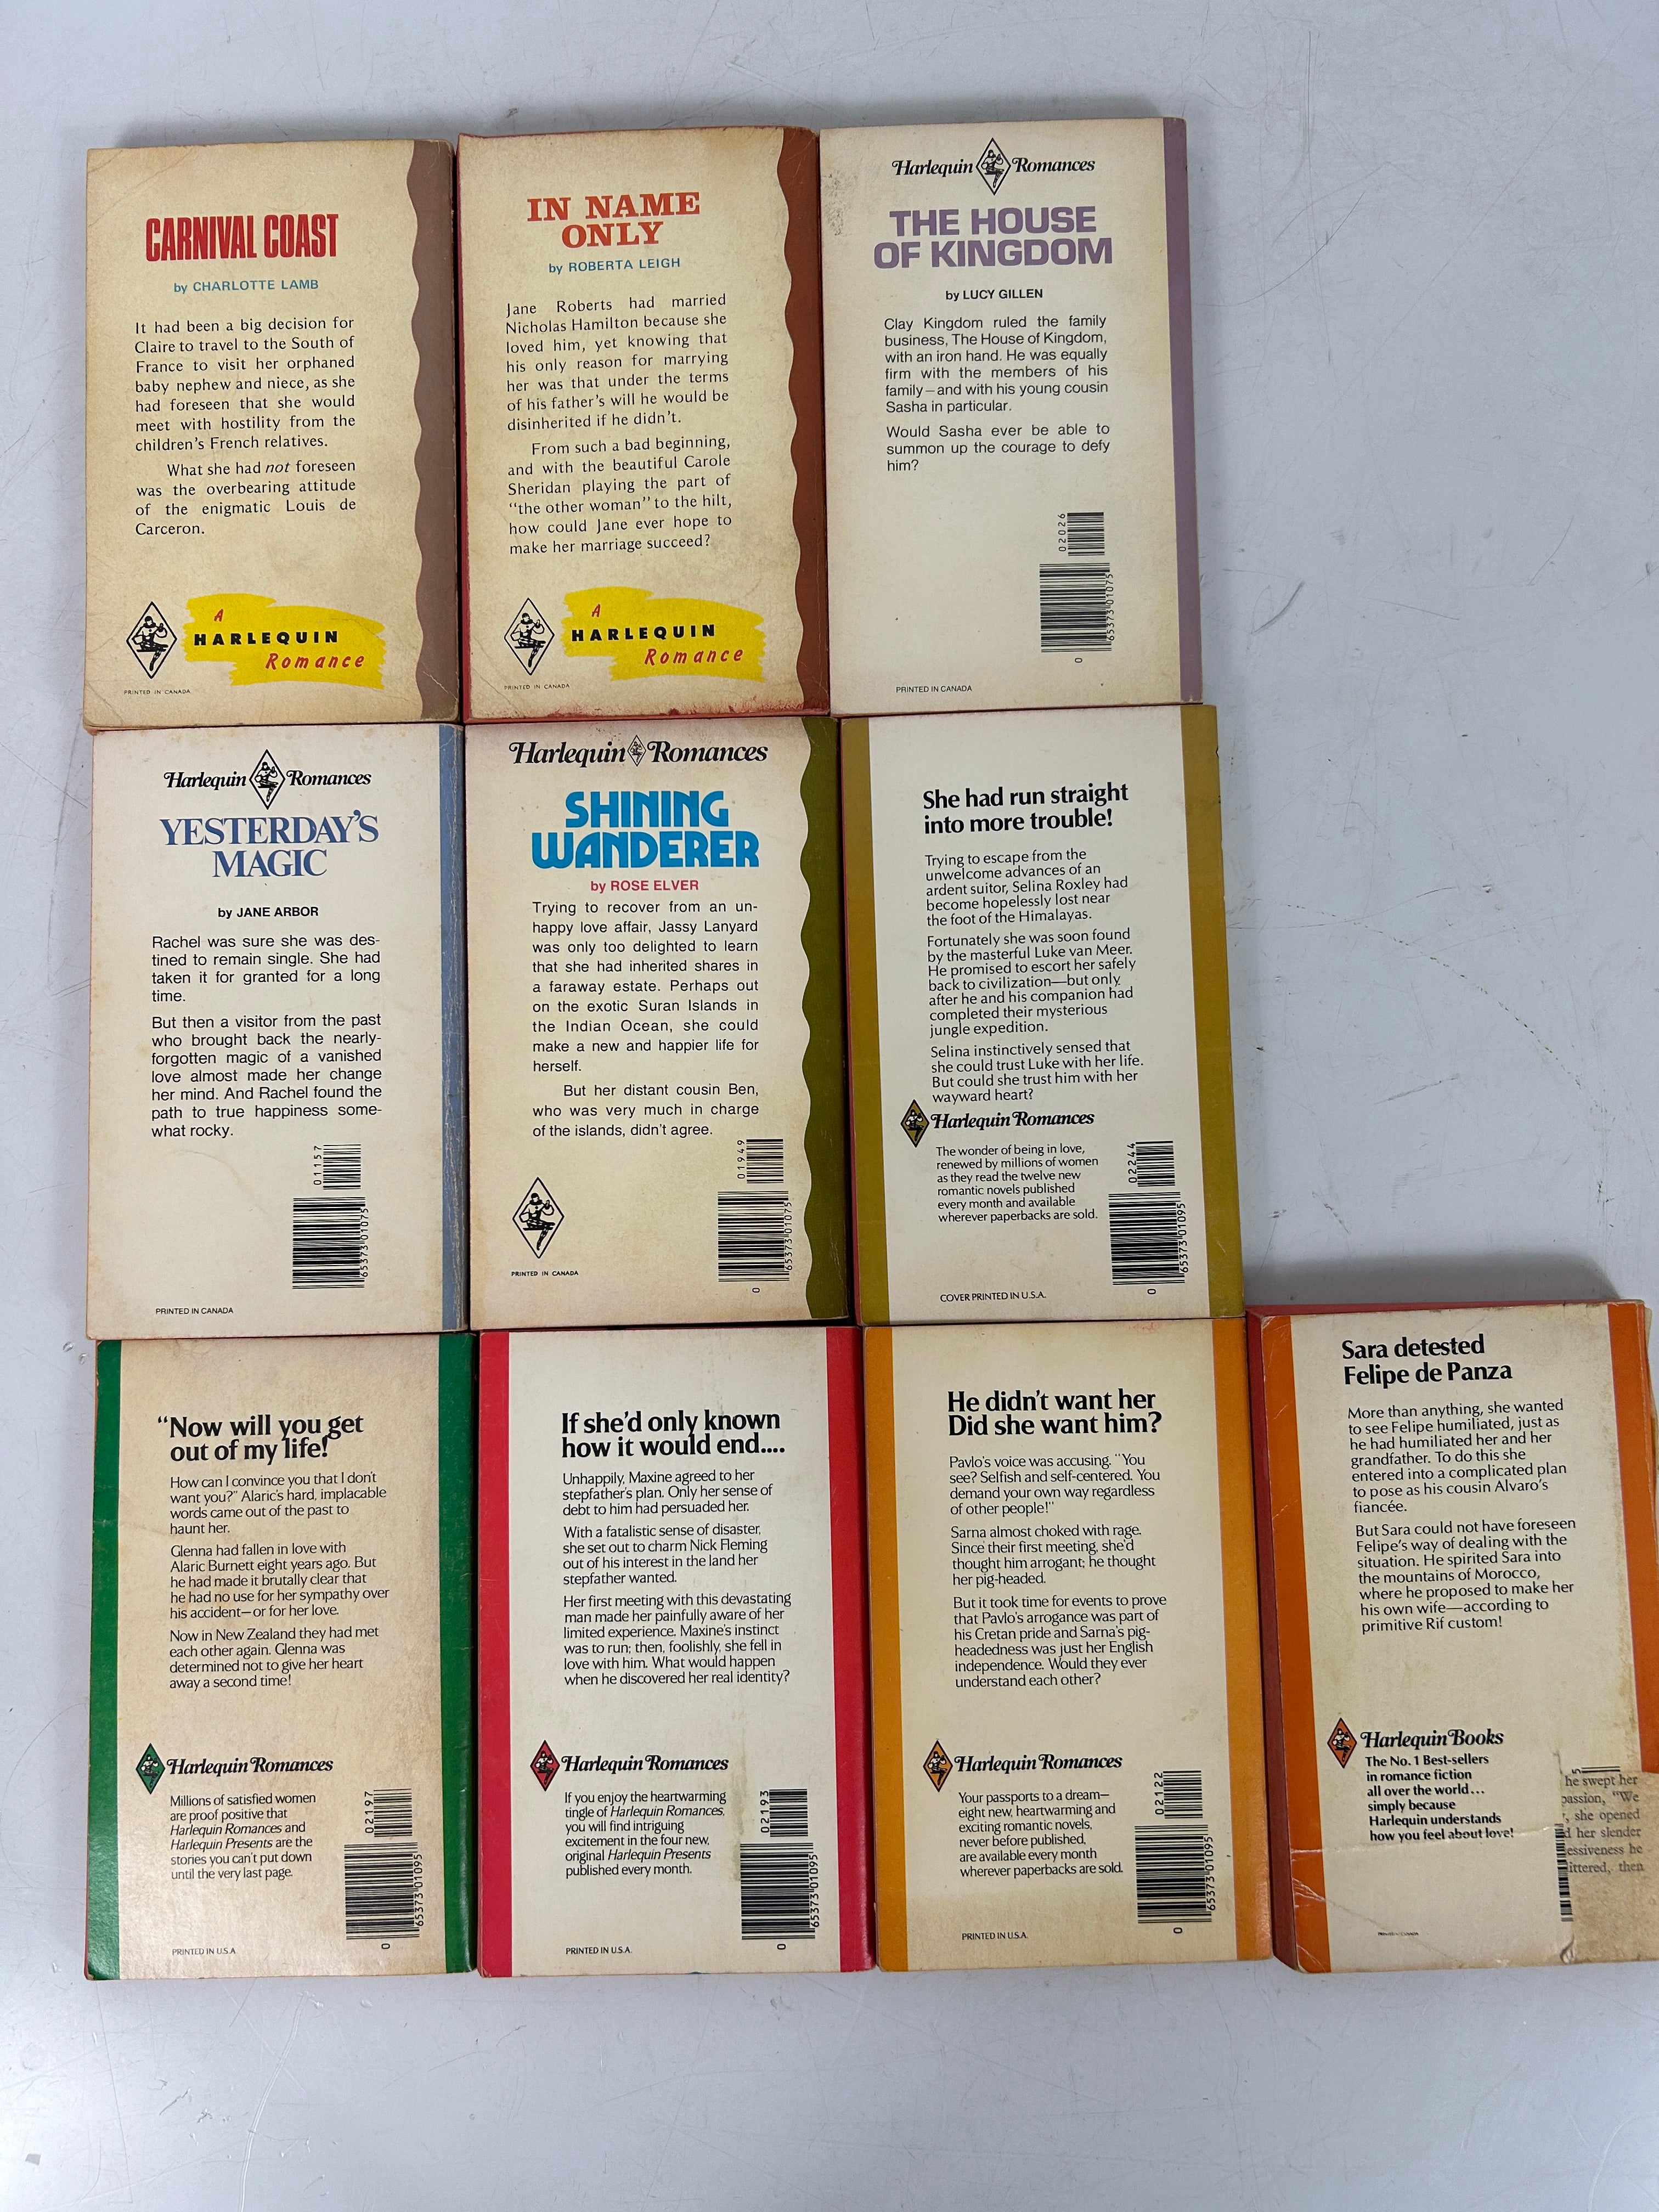 CARNIVAL COAST
by CHARLOTTE LAMB
It had been a big decision for
Claire to travel to the South of
France to visit her orphaned
baby nephew and niece, as she
had foreseen that she would
meet with hostility from the
children's French relatives.
What she had not foreseen
was the overbearing attitude
of the enigmatic Louis de
Carceron.
A
HARLEQUIN
Romance
PRINTED IN CANADA
IN NAME
ONLY
by ROBERTA LEIGH
Jane Roberts had married
Nicholas Hamilton because she
loved him, yet knowing that
his only reason for marrying
her was that under the terms
of his father's will he would be
disinherited if he didn't.
From such a bad beginning,
and with the beautiful Carole
Sheridan playing the part of
"the other woman" to the hilt,
how could Jane ever hope to
make her marriage succeed?
A
HARLEQUIN
Romance
PRINTED IN CANADA
Harlequin Romances
THE HOUSE
OF KINGDOM
by LUCY GILLEN
Clay Kingdom ruled the family
business, The House of Kingdom,
with an iron hand. He was equally
firm with the members of his
family—and with his young cousin
Sasha in particular.
Would Sasha ever be able to
summon up the courage to defy
him?
02026
65373 01075
0
PRINTED IN CANADA
Harlequin Romances
YESTERDAY'S
MAGIC
by JANE ARBOR
Rachel was sure she was des-
tined to remain single. She had
taken it for granted for a long
time.
But then a visitor from the past
who brought back the nearly-
forgotten magic of a vanished
love almost made her change
her mind. And Rachel found the
path to true happiness some-
what rocky.
01157
65373 01075
PRINTED IN CANADA
Harlequin Romances
SHINING
WANDERER
by ROSE ELVER
Trying to recover from an un-
happy love affair, Jassy Lanyard
was only too delighted to learn
that she had inherited shares in
a faraway estate. Perhaps out
on the exotic Suran Islands in
the Indian Ocean, she could
make a new and happier life for
herself.
But her distant cousin Ben,
who was very much in charge
of the islands, didn't agree.
01949
65373 01075
0
PRINTED IN CANADA
She had run straight
into more trouble!
Trying to escape from the
unwelcome advances of an
ardent suitor, Selina Roxley had
become hopelessly lost near
the foot of the Himalayas.
Fortunately she was soon found
by the masterful Luke van Meer.
He promised to escort her safely
back to civilization—but only
after he and his companion had
completed their mysterious
jungle expedition.
Selina instinctively sensed that
she could trust Luke with her life.
But could she trust him with her
wayward heart?
Harlequin Romances
The wonder of being in love,
renewed by millions of women
as they read the twelve new
romantic novels published
every month and available
wherever paperbacks are sold.
02244
65373 01095
0
COVER PRINTED IN U.S.A.
"Now will you get
out of my life!
How can I convince you that I don't
want you?" Alaric's hard, implacable
words came out of the past to
haunt her.
Glenna had fallen in love with
Alaric Burnett eight years ago. But
he had made it brutally clear that
he had no use for her sympathy over
his accident—or for her love.
Now in New Zealand they had met
each other again. Glenna was
determined not to give her heart
away a second time!
Harlequin Romances
Millions of satisfied women
are proof positive that
Harlequin Romances and
Harlequin Presents are the
stories you can't put down
until the very last page.
02197
65373 01095
0
PRINTED IN U.S.A
If she'd only known
how it would end....
Unhappily, Maxine agreed to her
stepfather's plan. Only her sense of
debt to him had persuaded her.
With a fatalistic sense of disaster,
she set out to charm Nick Fleming
out of his interest in the land her
stepfather wanted.
Her first meeting with this devastating
man made her painfully aware of her
limited experience. Maxine's instinct
was to run; then, foolishly, she fell in
love with him. What would happen
when he discovered her real identity?
Harlequin Romances
If you enjoy the heartwarming
tingle of Harlequin Romances,
you will find intriguing
excitement in the four new,
original Harlequin Presents
published every month.
02193
65373 01095
0
PRINTED IN U.S.A.
He didn't want her
Did she want him?
Pavlo's voice was accusing. "You
see? Selfish and self-centered. You
demand your own way regardless
of other people!"
Sarna almost choked with rage.
Since their first meeting, she'd
thought him arrogant; he thought
her pig-headed.
But it took time for events to prove
that Pavlo's arrogance was part of
his Cretan pride and Sarna's pig-
headedness was just her English
independence. Would they ever
understand each other?
Harlequin Romances
Your passports to a dream—
eight new, heartwarming and
exciting romantic novels,
never before published,
are available every month
wherever paperbacks are sold.
02122
65373 01095
0
PRINTED IN U.S.A.
Sara detested
Felipe de Panza
More than anything, she wanted
to see Felipe humiliated, just as
he had humiliated her and her
grandfather. To do this she
entered into a complicated plan
to pose as his cousin Alvaro's
fiancée.
But Sara could not have foreseen
Felipe's way of dealing with the
situation. He spirited Sara into
the mountains of Morocco,
where he proposed to make her
his own wife—according to
primitive Rif custom!
Harlequin Books
The No. 1 Best-sellers
in romance fiction
all over the world...
simply because
Harlequin understands
how you feel about love!
5
he swept her
passion, "We
, she opened
d her slender
essiveness he
ittered, then
PRINTED IN CANADA